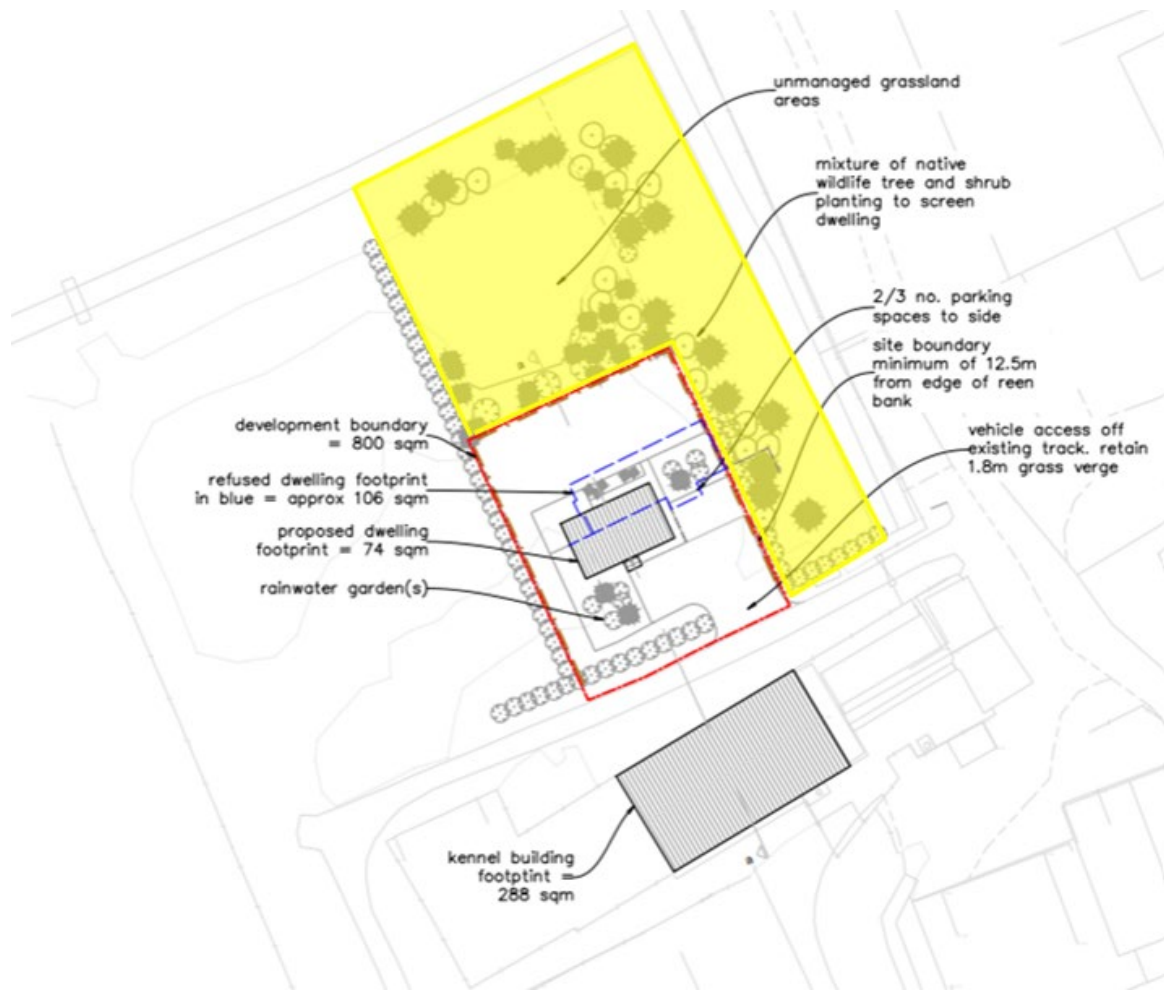 unmanaged grassland
areas
mixture of native
wildlife tree and shrub
planting to screen
dwelling
2/3 no. parking
spaces to side
site boundary
minimum of 12.5m
from edge of reen
bank
vehicle access off
existing track. retain
1.8m grass verge
development boundary
= 800 sqm
refused dwelling footprint
in blue = approx 106 sqm
proposed dwelling
footprint = 74 sqm
rainwater garden(s)
kennel building
footptint =
288 sqm
a
a